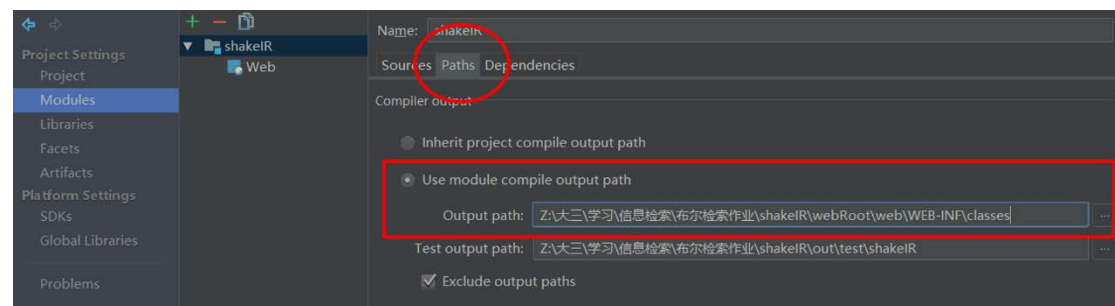 Project Settings
Project
Modules
Libraries
Facets
Artifacts
Platform Settings
SDKs
Global Libraries
Problems
shakeIR
Web
Name: shakeIR
Sources Paths Dependencies
Compiler output
Inherit project compile output path
Use module compile output path
Output path: Z:\大三\学习\信息检索\布尔检索作业\shakeIR\webRoot\web\WEB-INF\classes
Test output path: Z:\大三\学习\信息检索\布尔检索作业\shakeIR\out\test\shakeIR
Exclude output paths